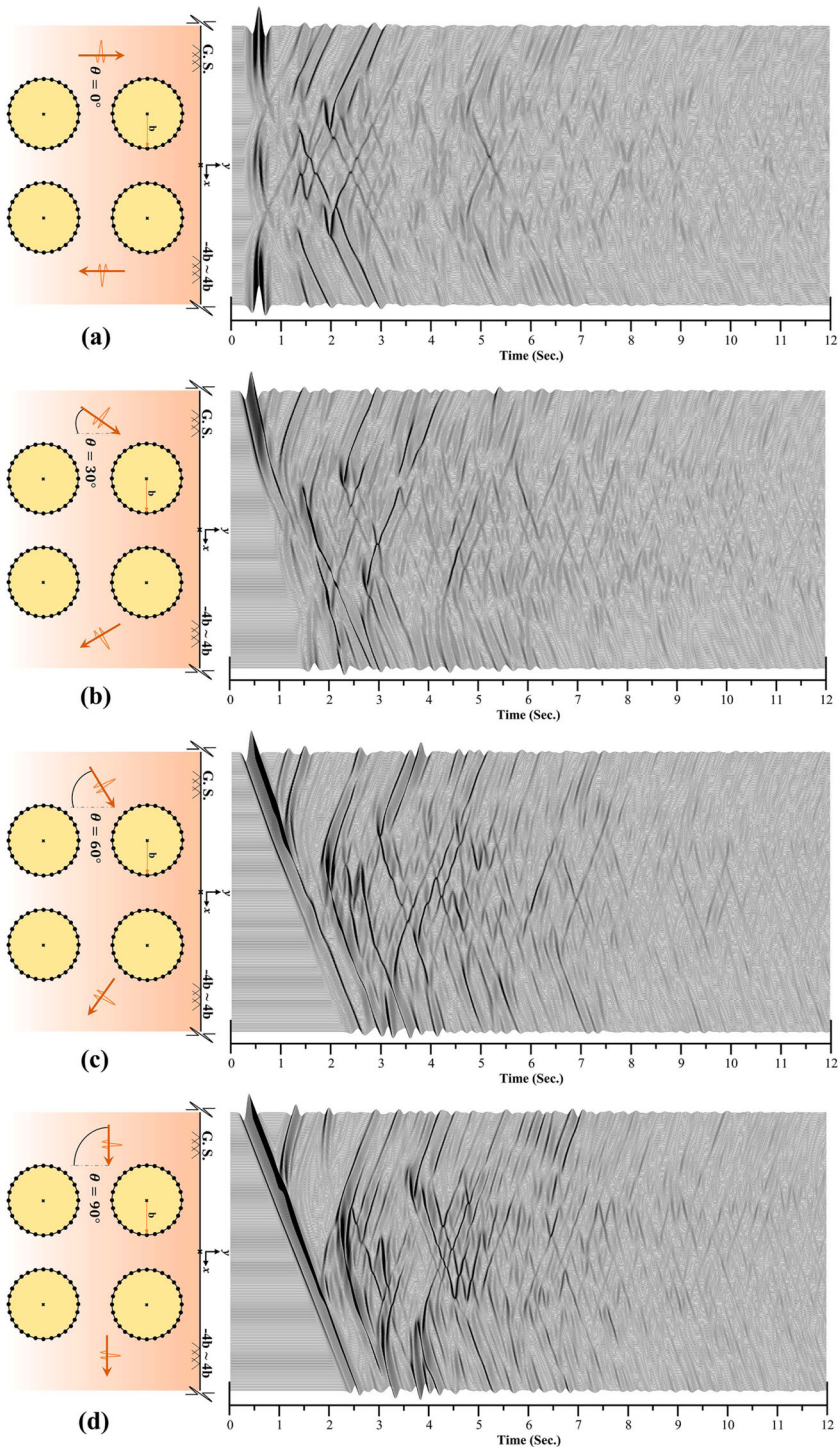 G. S.
θ = 0°
b
y
x
-4b ~ 4b
(a)
0 1 2 3 4 5 6 7 8 9 10 11 12
Time (Sec.)
G. S.
θ = 30°
b
y
x
-4b ~ 4b
(b)
0 1 2 3 4 5 6 7 8 9 10 11 12
Time (Sec.)
G. S.
θ = 60°
b
y
x
-4b ~ 4b
(c)
0 1 2 3 4 5 6 7 8 9 10 11 12
Time (Sec.)
G. S.
θ = 90°
b
y
x
-4b ~ 4b
(d)
0 1 2 3 4 5 6 7 8 9 10 11 12
Time (Sec.)